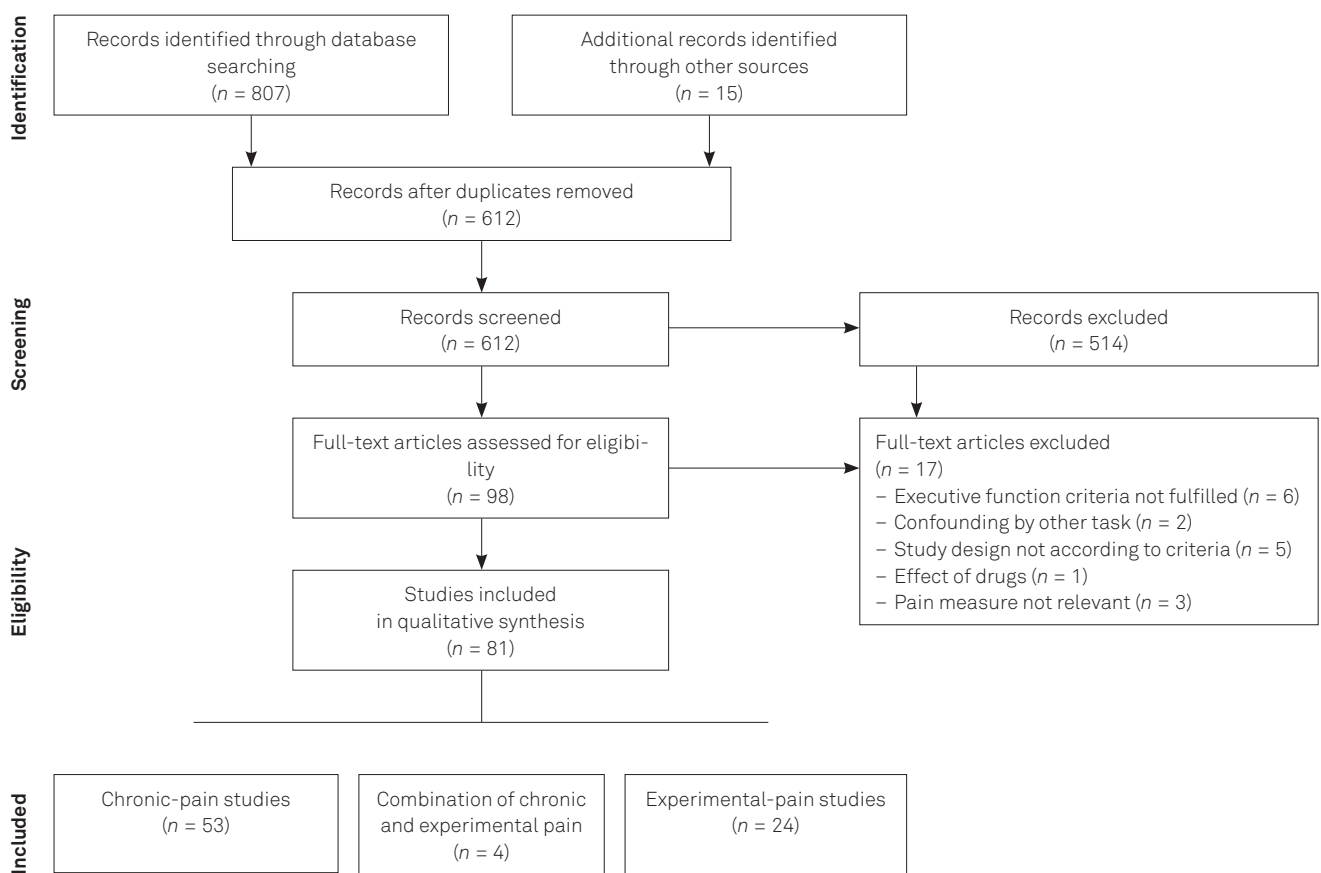 Identification
Records identified through database
searching
(n = 807)
Additional records identified
through other sources
(n = 15)
Records after duplicates removed
(n = 612)
Screening
Records screened
(n = 612)
Records excluded
(n = 514)
Eligibility
Full-text articles assessed for eligibi-
lity
(n = 98)
Full-text articles excluded
(n = 17)
– Executive function criteria not fulfilled (n = 6)
– Confounding by other task (n = 2)
– Study design not according to criteria (n = 5)
– Effect of drugs (n = 1)
– Pain measure not relevant (n = 3)
Studies included
in qualitative synthesis
(n = 81)
Included
Chronic-pain studies
(n = 53)
Combination of chronic
and experimental pain
(n = 4)
Experimental-pain studies
(n = 24)